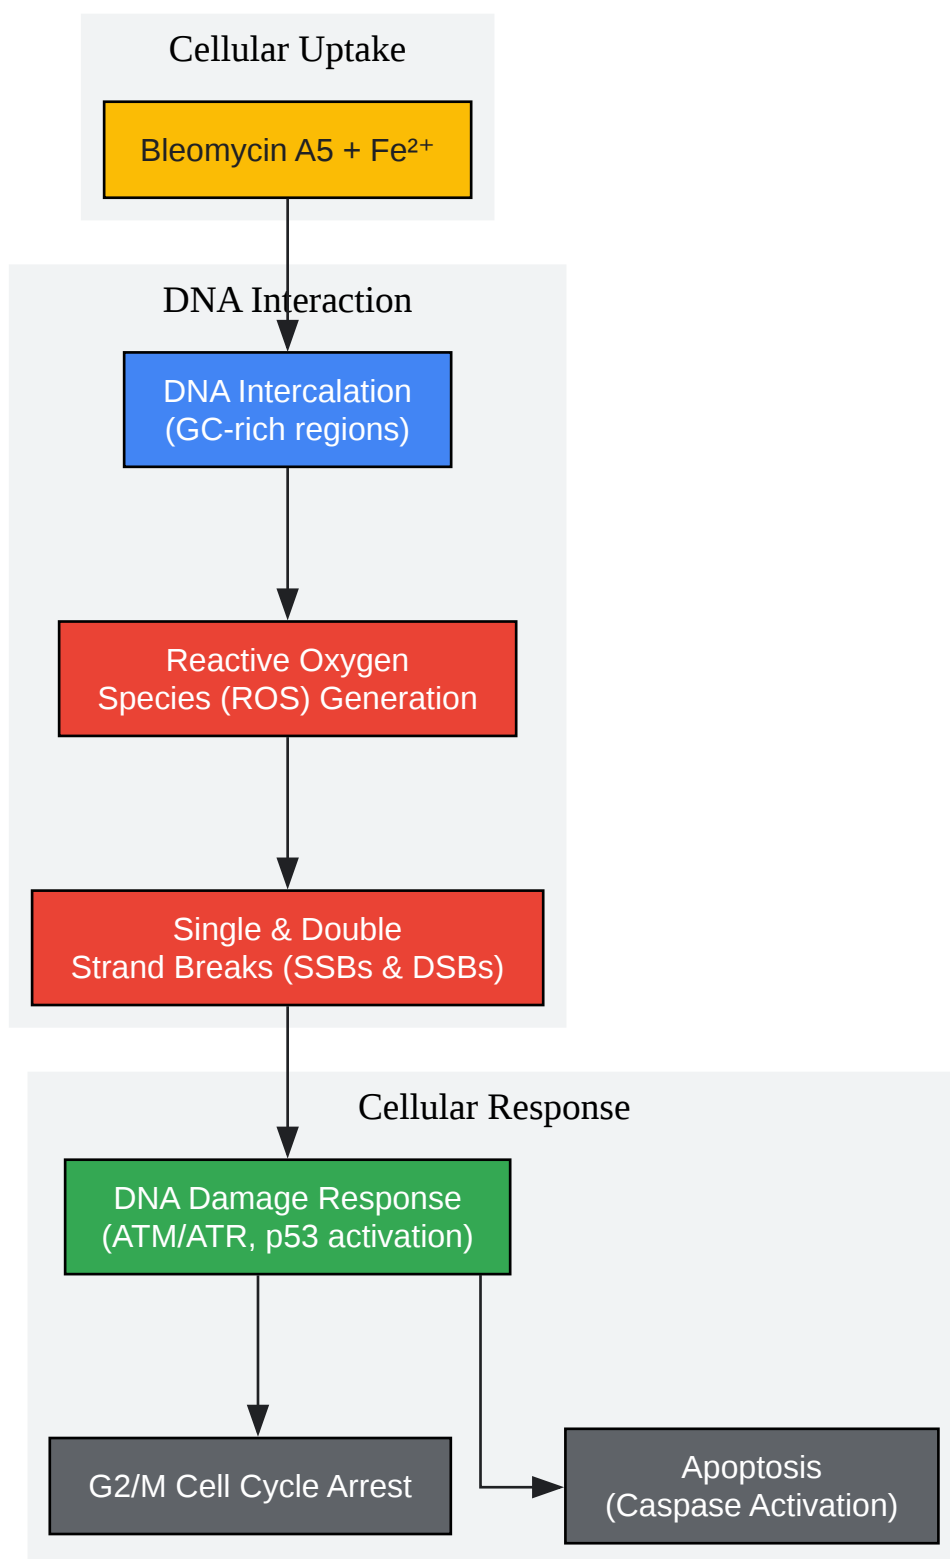 Cellular Uptake
Bleomycin A5 + Fe²⁺
DNA Interaction
DNA Intercalation
(GC-rich regions)
Reactive Oxygen
Species (ROS) Generation
Single & Double
Strand Breaks (SSBs & DSBs)
Cellular Response
DNA Damage Response
(ATM/ATR, p53 activation)
G2/M Cell Cycle Arrest
Apoptosis
(Caspase Activation)